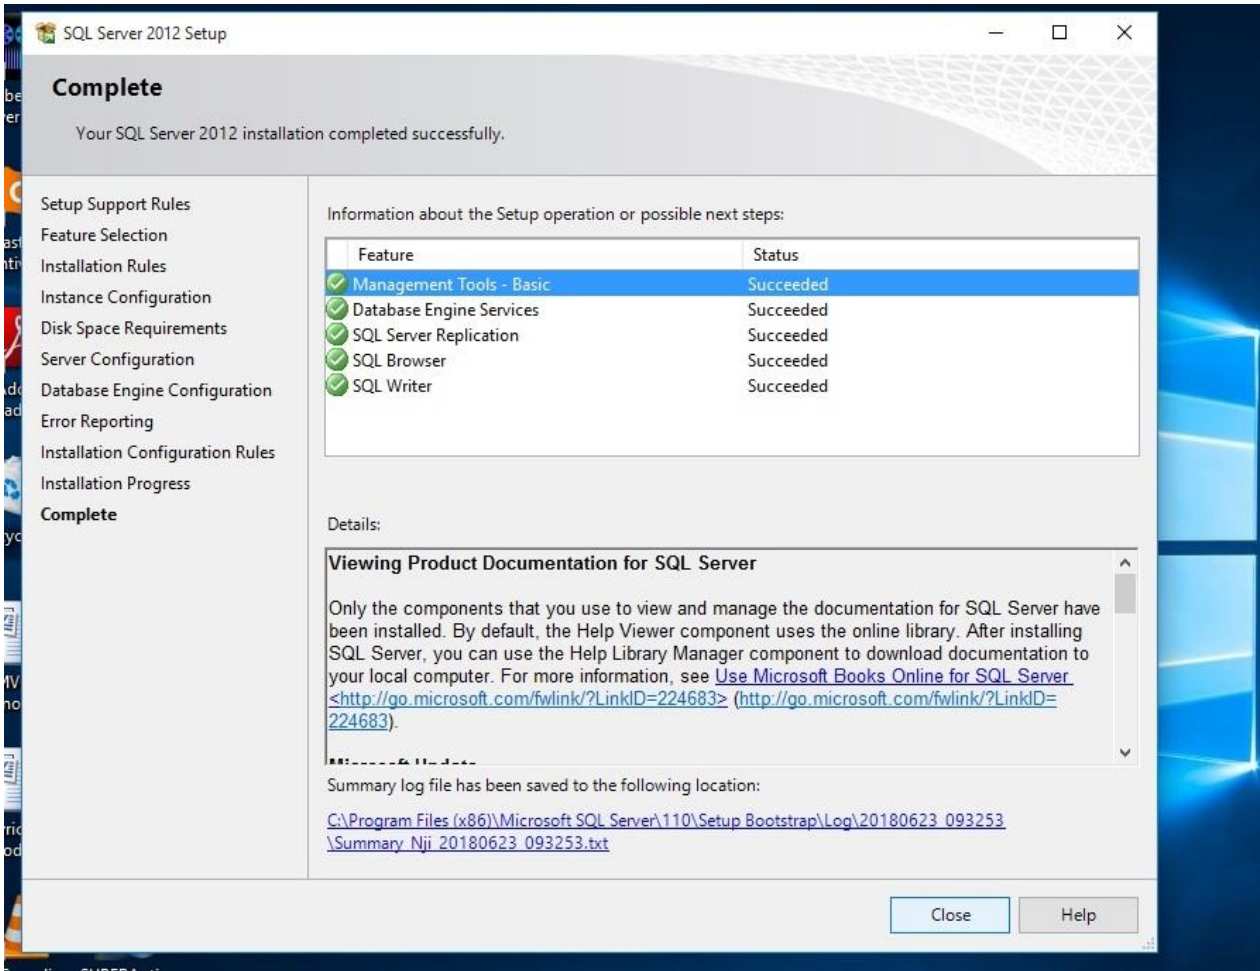 SQL Server 2012 Setup
Complete
Your SQL Server 2012 installation completed successfully.
Setup Support Rules
Feature Selection
Installation Rules
Instance Configuration
Disk Space Requirements
Server Configuration
Database Engine Configuration
Error Reporting
Installation Configuration Rules
Installation Progress
Complete
Information about the Setup operation or possible next steps:
Feature Status
Management Tools - Basic Succeeded
Database Engine Services Succeeded
SQL Server Replication Succeeded
SQL Browser Succeeded
SQL Writer Succeeded
Details:
Viewing Product Documentation for SQL Server
Only the components that you use to view and manage the documentation for SQL Server have
been installed. By default, the Help Viewer component uses the online library. After installing
SQL Server, you can use the Help Library Manager component to download documentation to
your local computer. For more information, see Use Microsoft Books Online for SQL Server
<http://go.microsoft.com/fwlink/?LinkID=224683> (http://go.microsoft.com/fwlink/?LinkID=
224683).
Microsoft Update
Summary log file has been saved to the following location:
C:\Program Files (x86)\Microsoft SQL Server\110\Setup Bootstrap\Log\20180623_093253
\Summary_Nji_20180623_093253.txt
Close Help